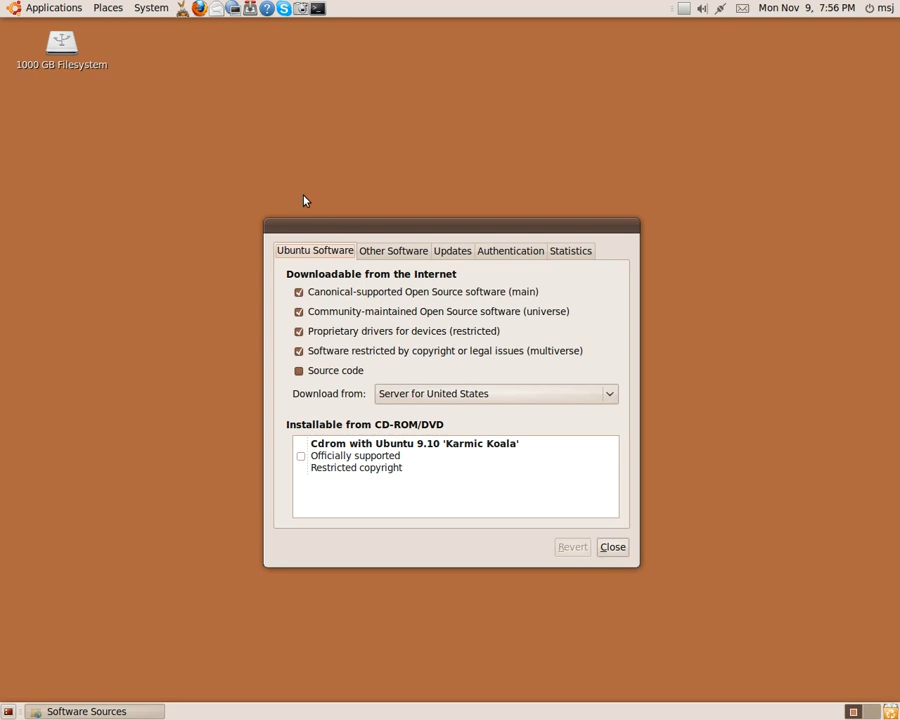 Applications Places System
Mon Nov 9, 7:56 PM msj
1000 GB Filesystem
Ubuntu Software Other Software Updates Authentication Statistics
Downloadable from the Internet
Canonical-supported Open Source software (main)
Community-maintained Open Source software (universe)
Proprietary drivers for devices (restricted)
Software restricted by copyright or legal issues (multiverse)
Source code
Download from: Server for United States
Installable from CD-ROM/DVD
Cdrom with Ubuntu 9.10 'Karmic Koala'
Officially supported
Restricted copyright
Revert Close
Software Sources